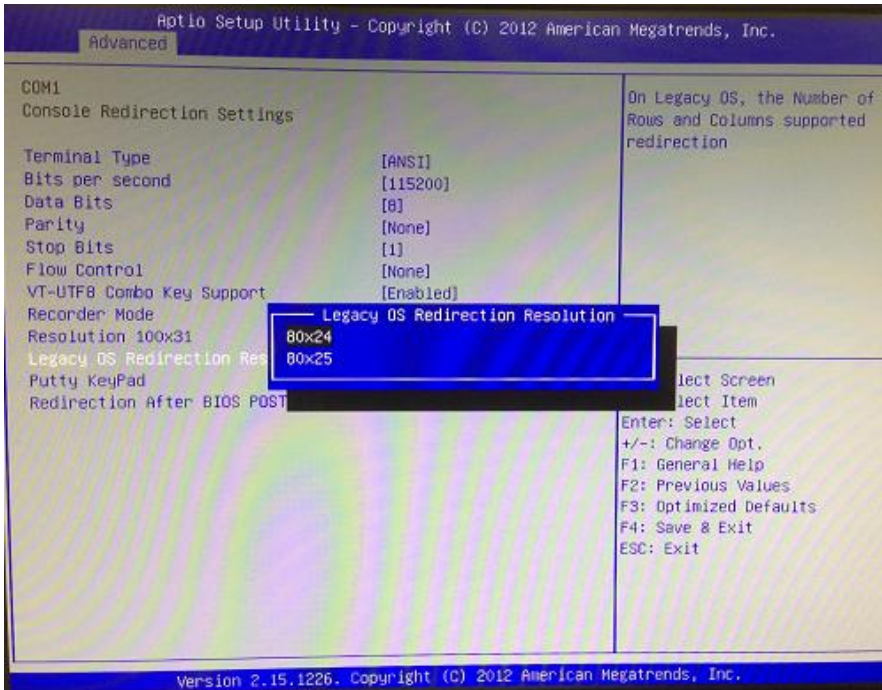 Aptio Setup Utility – Copyright (C) 2012 American Megatrends, Inc.
Advanced
COM1
Console Redirection Settings
Terminal Type [ANSI]
Bits per second [115200]
Data Bits [8]
Parity [None]
Stop Bits [1]
Flow Control [None]
VT-UTF8 Combo Key Support [Enabled]
Recorder Mode
Resolution 100x31
Legacy OS Redirection Res
Putty KeyPad
Redirection After BIOS POST
Legacy OS Redirection Resolution
80x24
80x25
On Legacy OS, the Number of
Rows and Columns supported
redirection
lect Screen
lect Item
Enter: Select
+/-: Change Opt.
F1: General Help
F2: Previous Values
F3: Optimized Defaults
F4: Save & Exit
ESC: Exit
Version 2.15.1226. Copyright (C) 2012 American Megatrends, Inc.